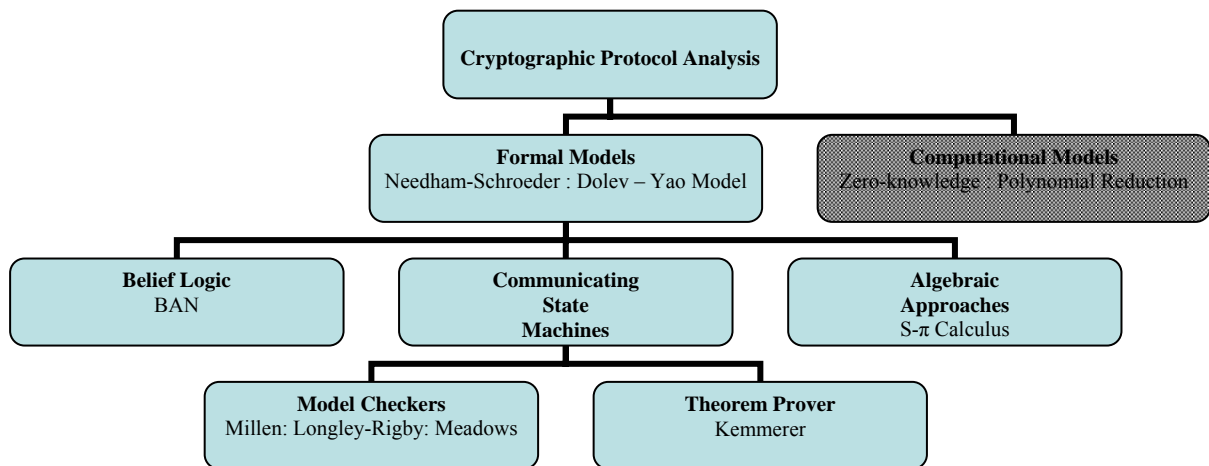 Cryptographic Protocol Analysis
Formal Models
Needham-Schroeder : Dolev – Yao Model
Computational Models
Zero-knowledge : Polynomial Reduction
Belief Logic
BAN
Communicating
State
Machines
Algebraic
Approaches
S-π Calculus
Model Checkers
Millen: Longley-Rigby: Meadows
Theorem Prover
Kemmerer